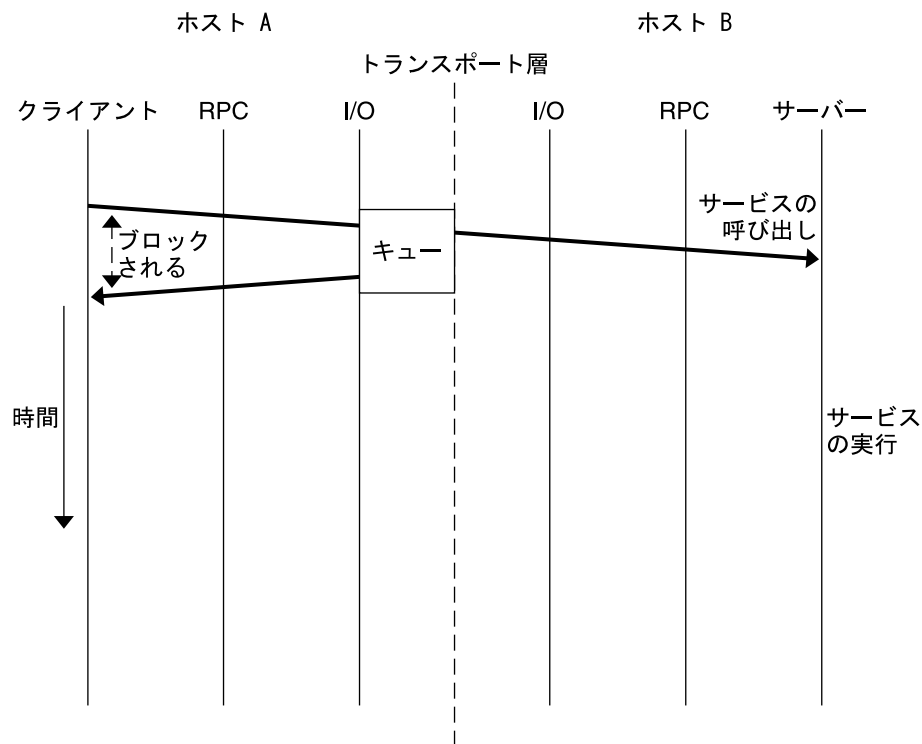 ホスト A
ホスト B
トランスポート層
クライアント
RPC
I/O
I/O
RPC
サーバー
サービスの
呼び出し
ブロック
される
キュー
時間
サービス
の実行